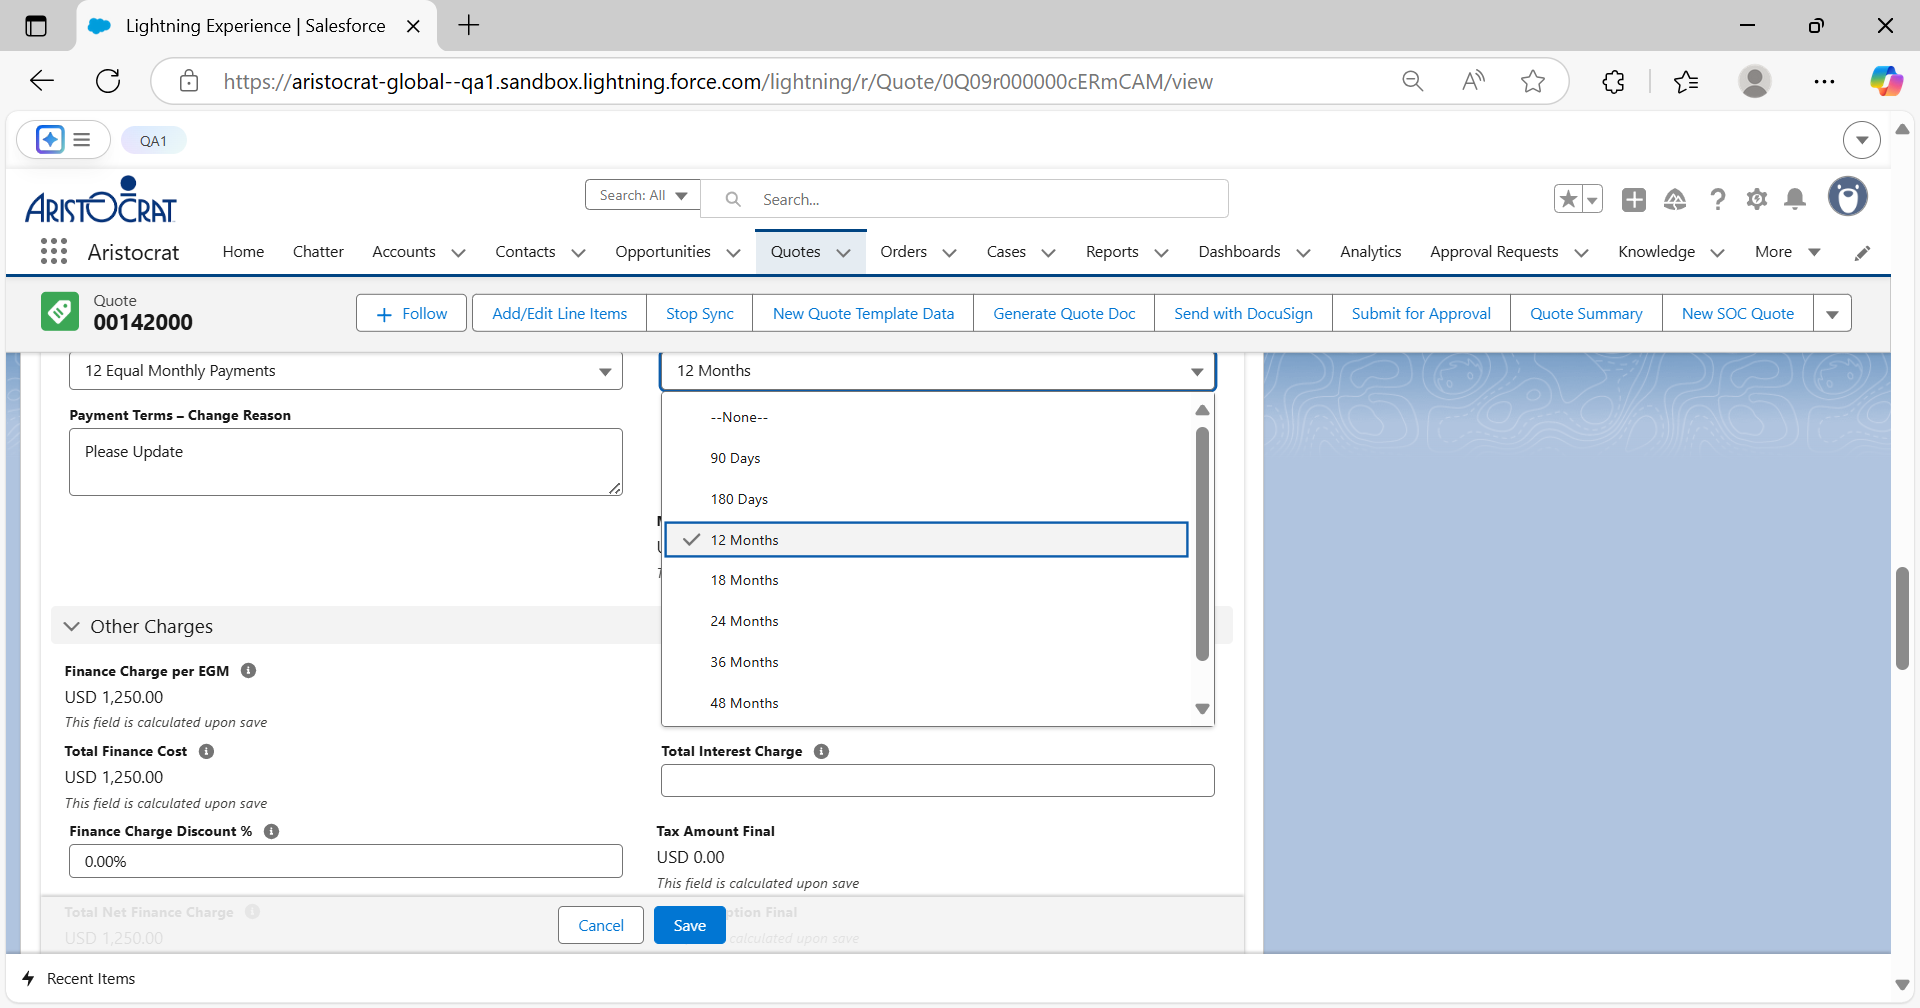 Lightning Experience | Salesforce
https://aristocrat-global--qa1.sandbox.lightning.force.com/lightning/r/Quote/0Q09r000000cERmCAM/view
QA1
ARISTOCRAT
Search: All
Search...
Aristocrat
Home
Chatter
Accounts
Contacts
Opportunities
Quotes
Orders
Cases
Reports
Dashboards
Analytics
Approval Requests
Knowledge
More
Quote
00142000
Follow
Add/Edit Line Items
Stop Sync
New Quote Template Data
Generate Quote Doc
Send with DocuSign
Submit for Approval
Quote Summary
New SOC Quote
12 Equal Monthly Payments
12 Months
Payment Terms – Change Reason
Please Update
--None--
90 Days
180 Days
12 Months
18 Months
24 Months
36 Months
48 Months
Other Charges
Finance Charge per EGM
USD 1,250.00
This field is calculated upon save
Total Finance Cost
USD 1,250.00
This field is calculated upon save
Total Interest Charge
Finance Charge Discount %
0.00%
Tax Amount Final
USD 0.00
This field is calculated upon save
Total Net Finance Charge
USD 1,250.00
ption Final
calculated upon save
Cancel
Save
Recent Items